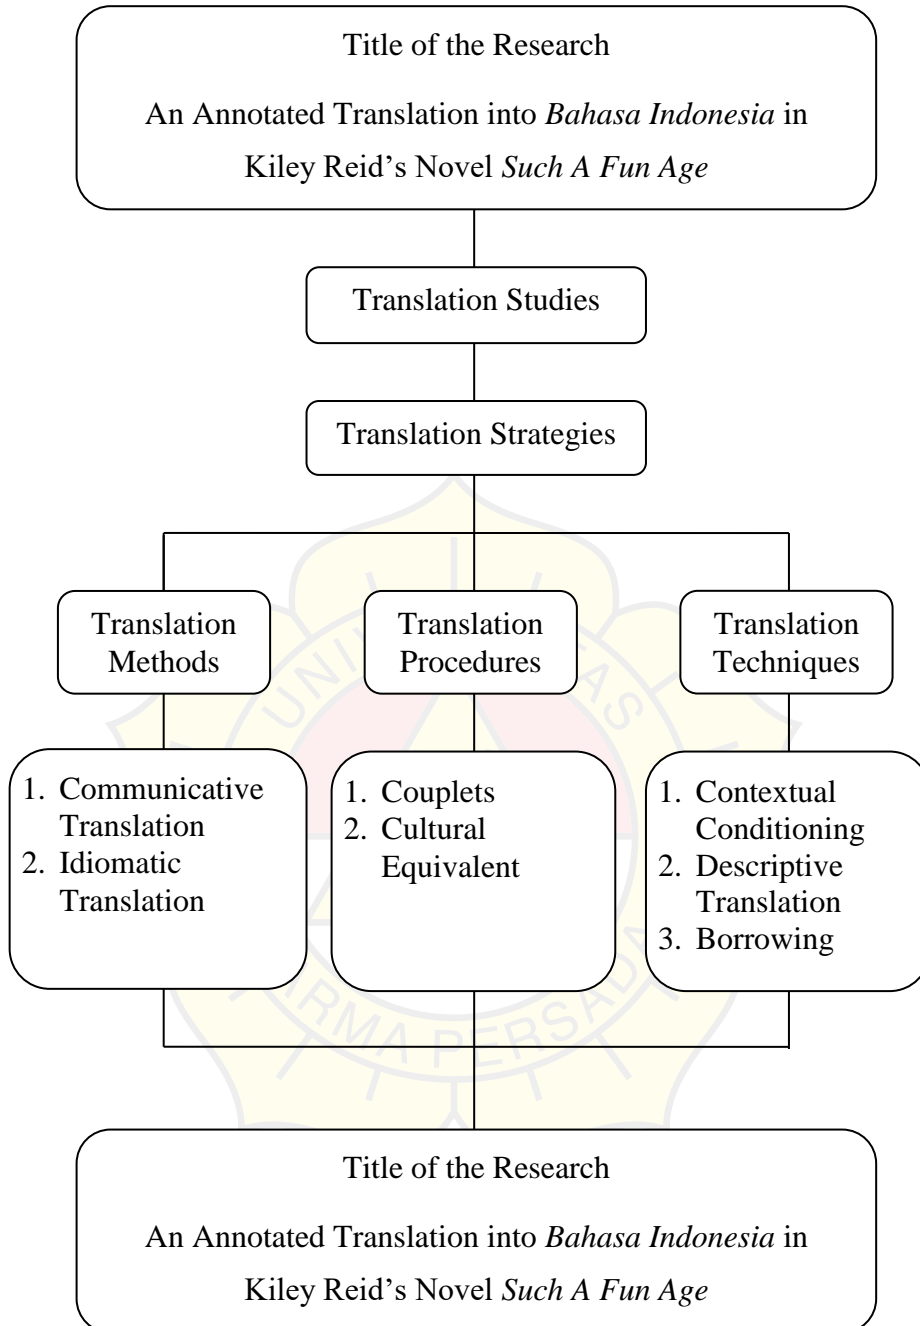 Title of the Research
An Annotated Translation into Bahasa Indonesia in
Kiley Reid’s Novel Such A Fun Age
Translation Studies
Translation Strategies
Translation
Methods
Translation
Procedures
Translation
Techniques
1. Communicative
Translation
2. Idiomatic
Translation
1. Couplets
2. Cultural
Equivalent
1. Contextual
Conditioning
2. Descriptive
Translation
3. Borrowing
Title of the Research
An Annotated Translation into Bahasa Indonesia in
Kiley Reid’s Novel Such A Fun Age